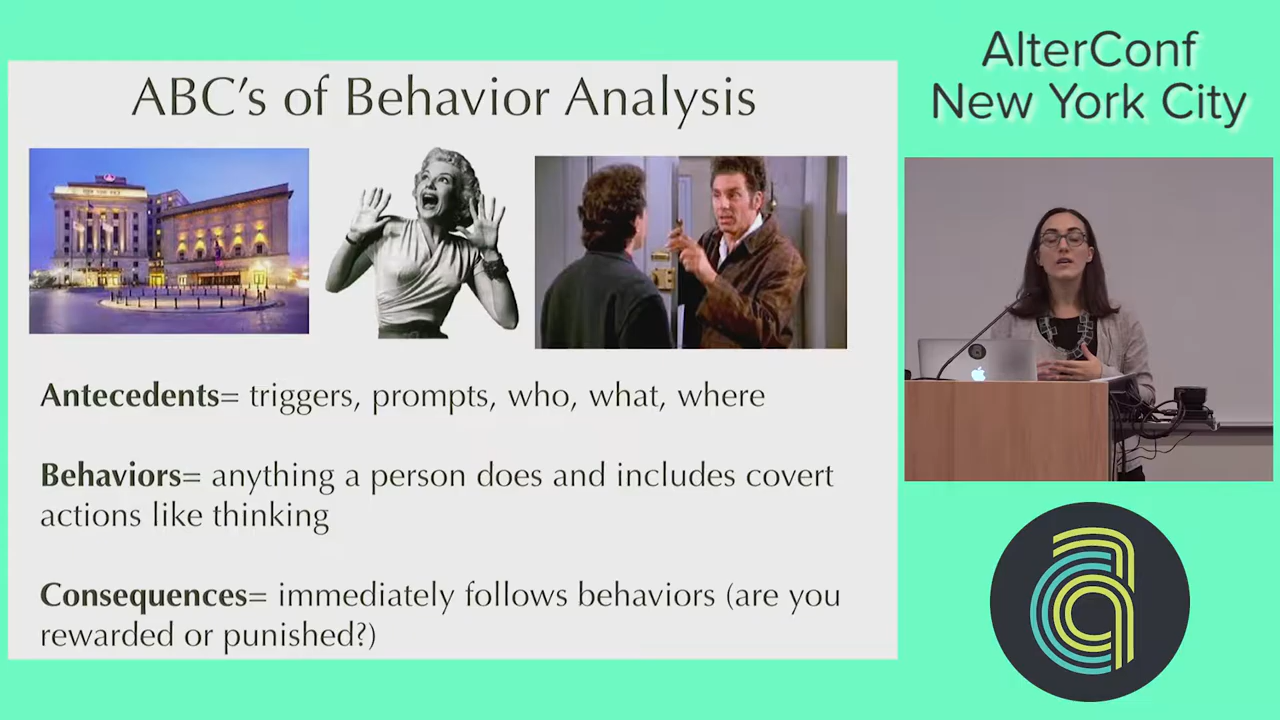 ABC's of Behavior Analysis
Antecedents= triggers, prompts, who, what, where
Behaviors= anything a person does and includes covert
actions like thinking
Consequences= immediately follows behaviors (are you
rewarded or punished?)
AlterConf
New York City